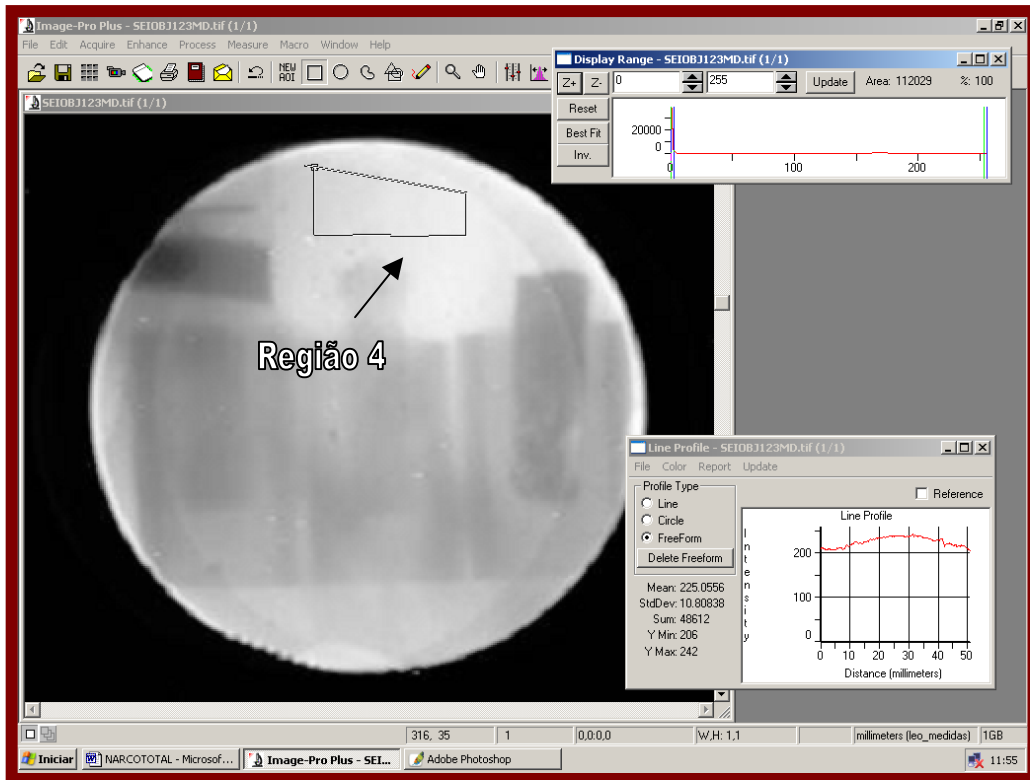 Image-Pro Plus - SEIOBJ123MD.tif (1/1)
File Edit Acquire Enhance Process Measure Macro Window Help
NEW AOI
Display Range - SEIOBJ123MD.tif (1/1)
Z+ Z- 0 255 Update Area: 112029 %: 100
Reset
Best Fit
Inv.
20000
0
0 100 200
SEIOBJ123MD.tif (1/1)
Região 4
Line Profile - SEIOBJ123MD.tif (1/1)
File Color Report Update
Profile Type
Line
Circle
FreeForm
Delete Freeform
Mean: 225.0556
StdDev: 10.80838
Sum: 48612
Y Min: 206
Y Max: 242
Reference
Line Profile
Intensity
200
100
0
0 10 20 30 40 50
Distance (millimeters)
316, 35 1 0,0:0,0 W,H: 1,1 millimeters (leo_medidas) 1GB
Iniciar NARCOTOTAL - Microsof... Image-Pro Plus - SEI... Adobe Photoshop 11:55